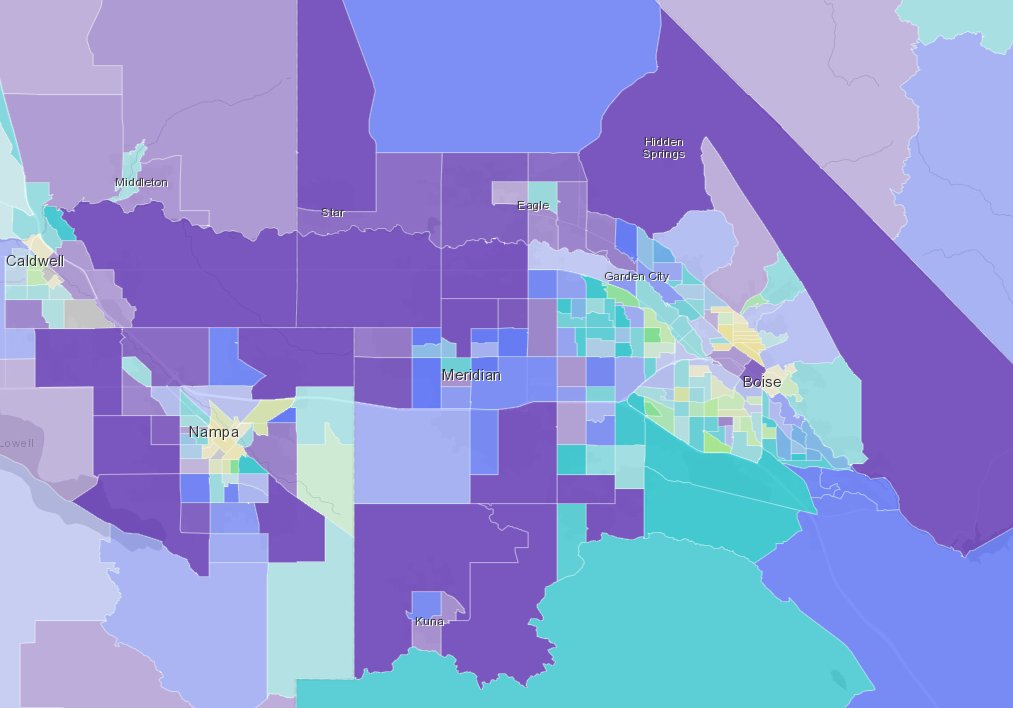 Hidden
Springs
Middleton
Star
Eagle
Caldwell
Garden City
Meridian
Boise
Nampa
Lowell
Kuna